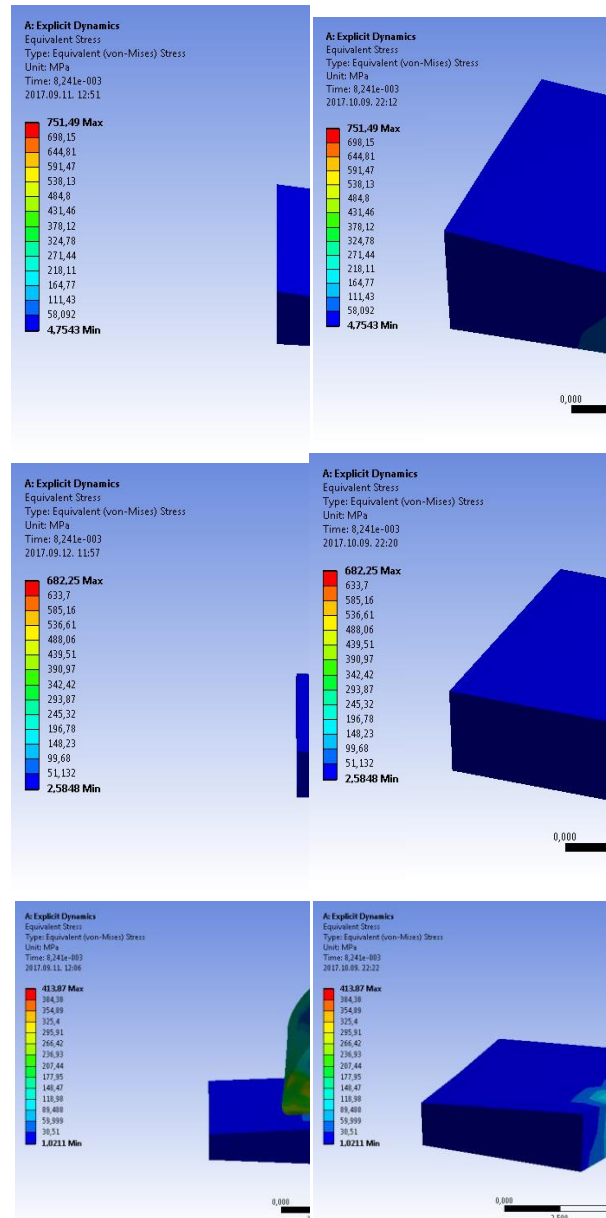 A: Explicit Dynamics
Equivalent Stress
Type: Equivalent (von-Mises) Stress
Unit: MPa
Time: 8,241e-003
2017.09.11. 12:51
751,49 Max
698,15
644,81
591,47
538,13
484,8
431,46
378,12
324,78
271,44
218,11
164,77
111,43
58,092
4,7543 Min
A: Explicit Dynamics
Equivalent Stress
Type: Equivalent (von-Mises) Stress
Unit: MPa
Time: 8,241e-003
2017.10.09. 22:12
751,49 Max
698,15
644,81
591,47
538,13
484,8
431,46
378,12
324,78
271,44
218,11
164,77
111,43
58,092
4,7543 Min
0,000
A: Explicit Dynamics
Equivalent Stress
Type: Equivalent (von-Mises) Stress
Unit: MPa
Time: 8,241e-003
2017.09.12. 11:57
682,25 Max
633,7
585,16
536,61
488,06
439,51
390,97
342,42
293,87
245,32
196,78
148,23
99,68
51,132
2,5848 Min
A: Explicit Dynamics
Equivalent Stress
Type: Equivalent (von-Mises) Stress
Unit: MPa
Time: 8,241e-003
2017.10.09. 22:20
682,25 Max
633,7
585,16
536,61
488,06
439,51
390,97
342,42
293,87
245,32
196,78
148,23
99,68
51,132
2,5848 Min
0,000
A: Explicit Dynamics
Equivalent Stress
Type: Equivalent (von-Mises) Stress
Unit: MPa
Time: 8,241e-003
2017.09.11. 12:06
413,87 Max
384,38
354,89
325,4
295,91
266,42
236,93
207,44
177,95
148,47
118,98
89,488
59,999
30,51
1,0211 Min
0,000
A: Explicit Dynamics
Equivalent Stress
Type: Equivalent (von-Mises) Stress
Unit: MPa
Time: 8,241e-003
2017.10.09. 22:22
413,87 Max
384,38
354,89
325,4
295,91
266,42
236,93
207,44
177,95
148,47
118,98
89,488
59,999
30,51
1,0211 Min
0,000
2,500